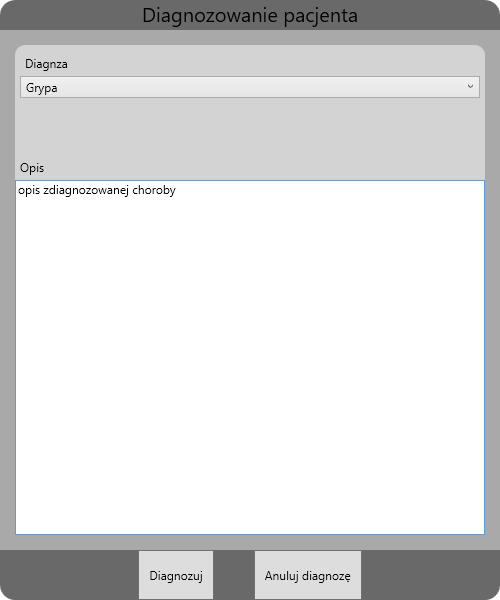 Diagnozowanie pacjenta
Diagnza
Grypa
Opis
opis zdiagnozowanej choroby
Diagnozuj
Anuluj diagnozę